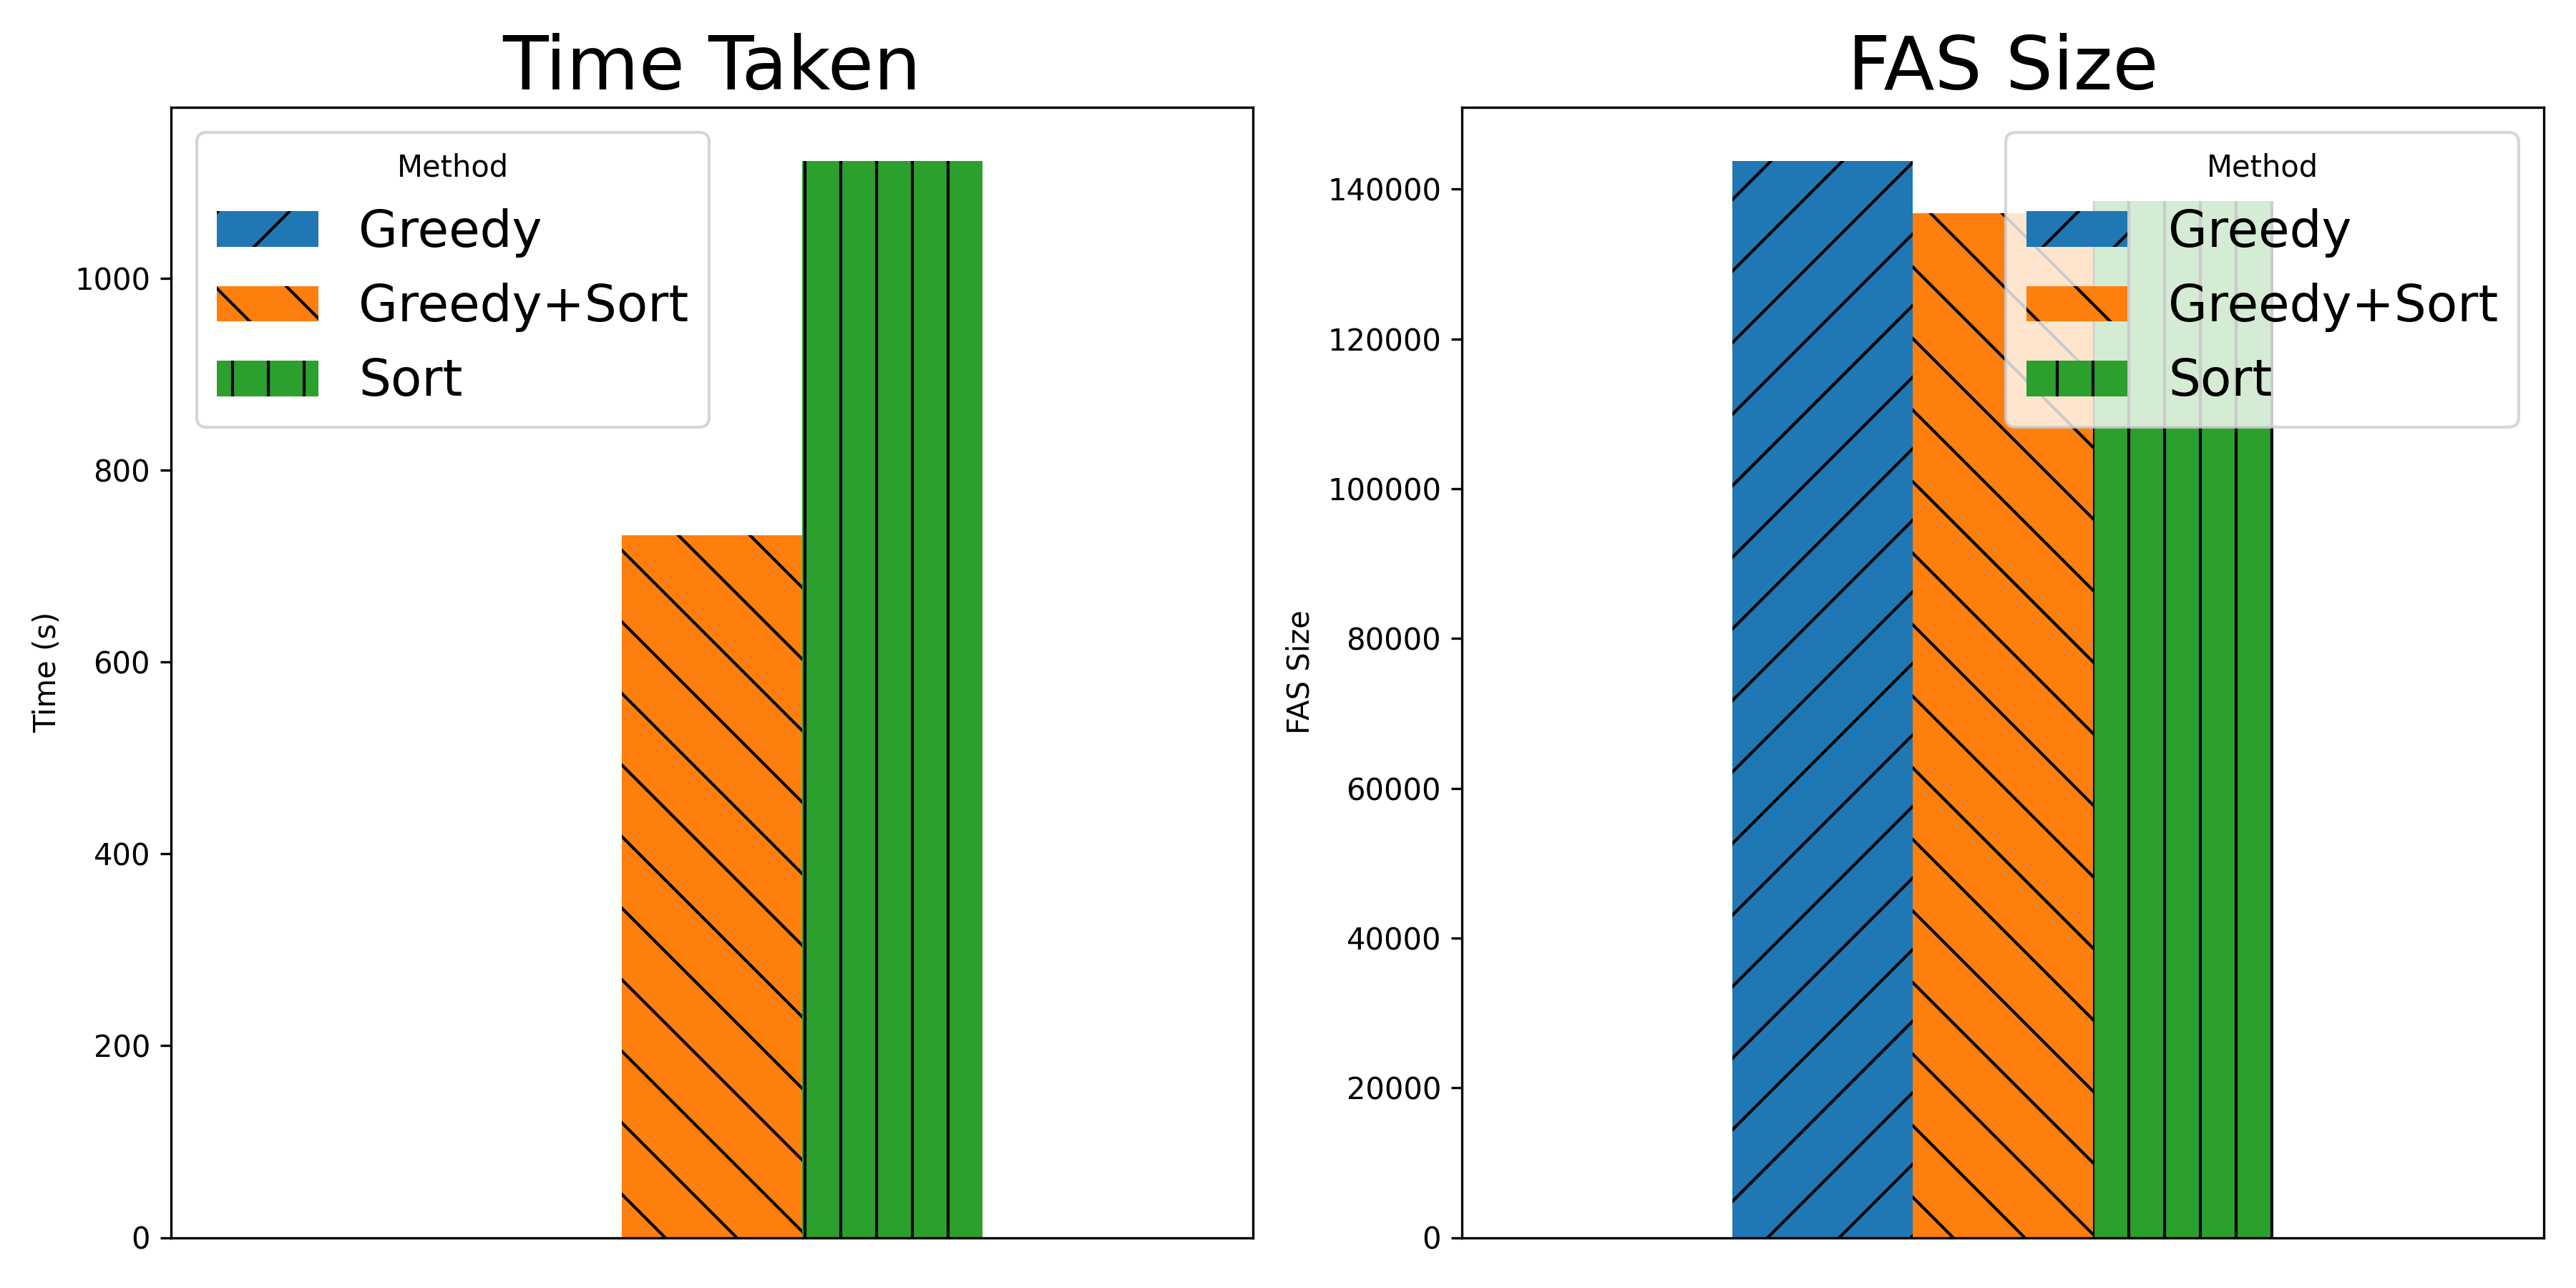 Time Taken
Time (s)
1000
800
600
400
200
0
Method
Greedy
Greedy+Sort
Sort
FAS Size
FAS Size
140000
120000
100000
80000
60000
40000
20000
0
Method
Greedy
Greedy+Sort
Sort